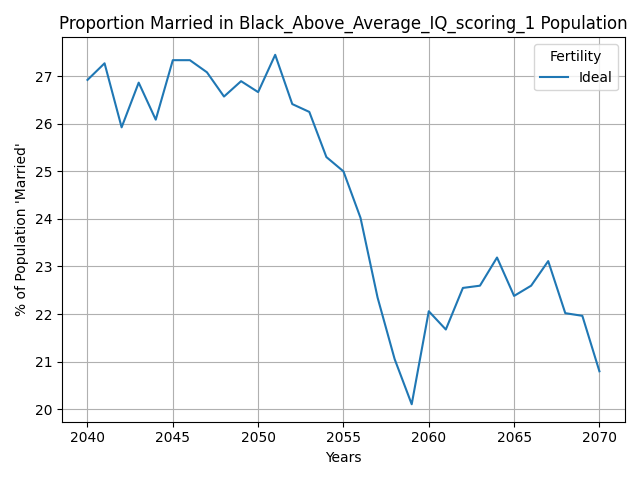 Proportion Married in Black_Above_Average_IQ_scoring_1 Population
Fertility
Ideal
% of Population 'Married'
27
26
25
24
23
22
21
20
2040 2045 2050 2055 2060 2065 2070
Years